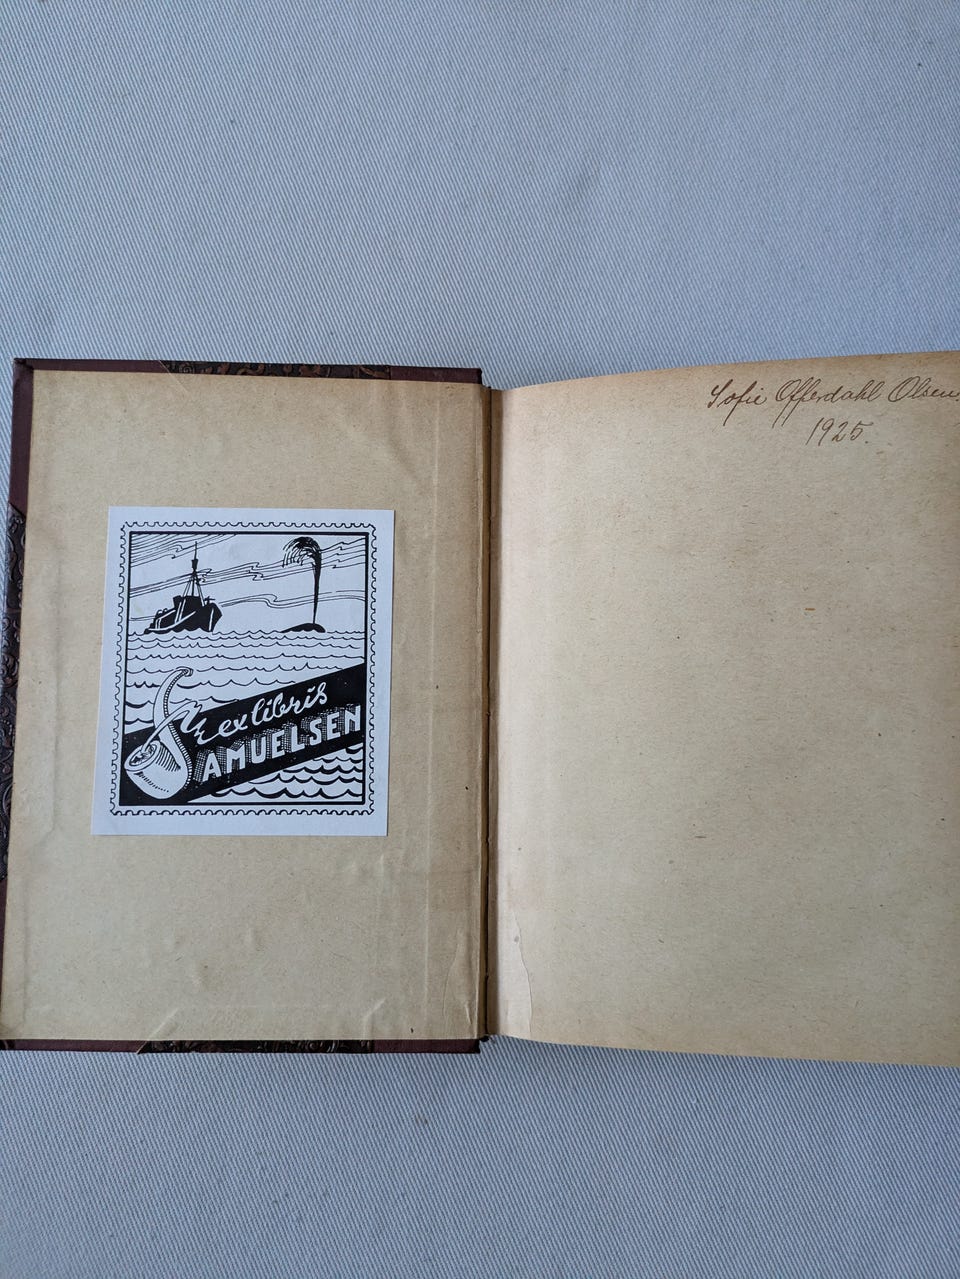 ex libris
SAMUELSEN
Sofie Offerdahl Olsen.
1925.